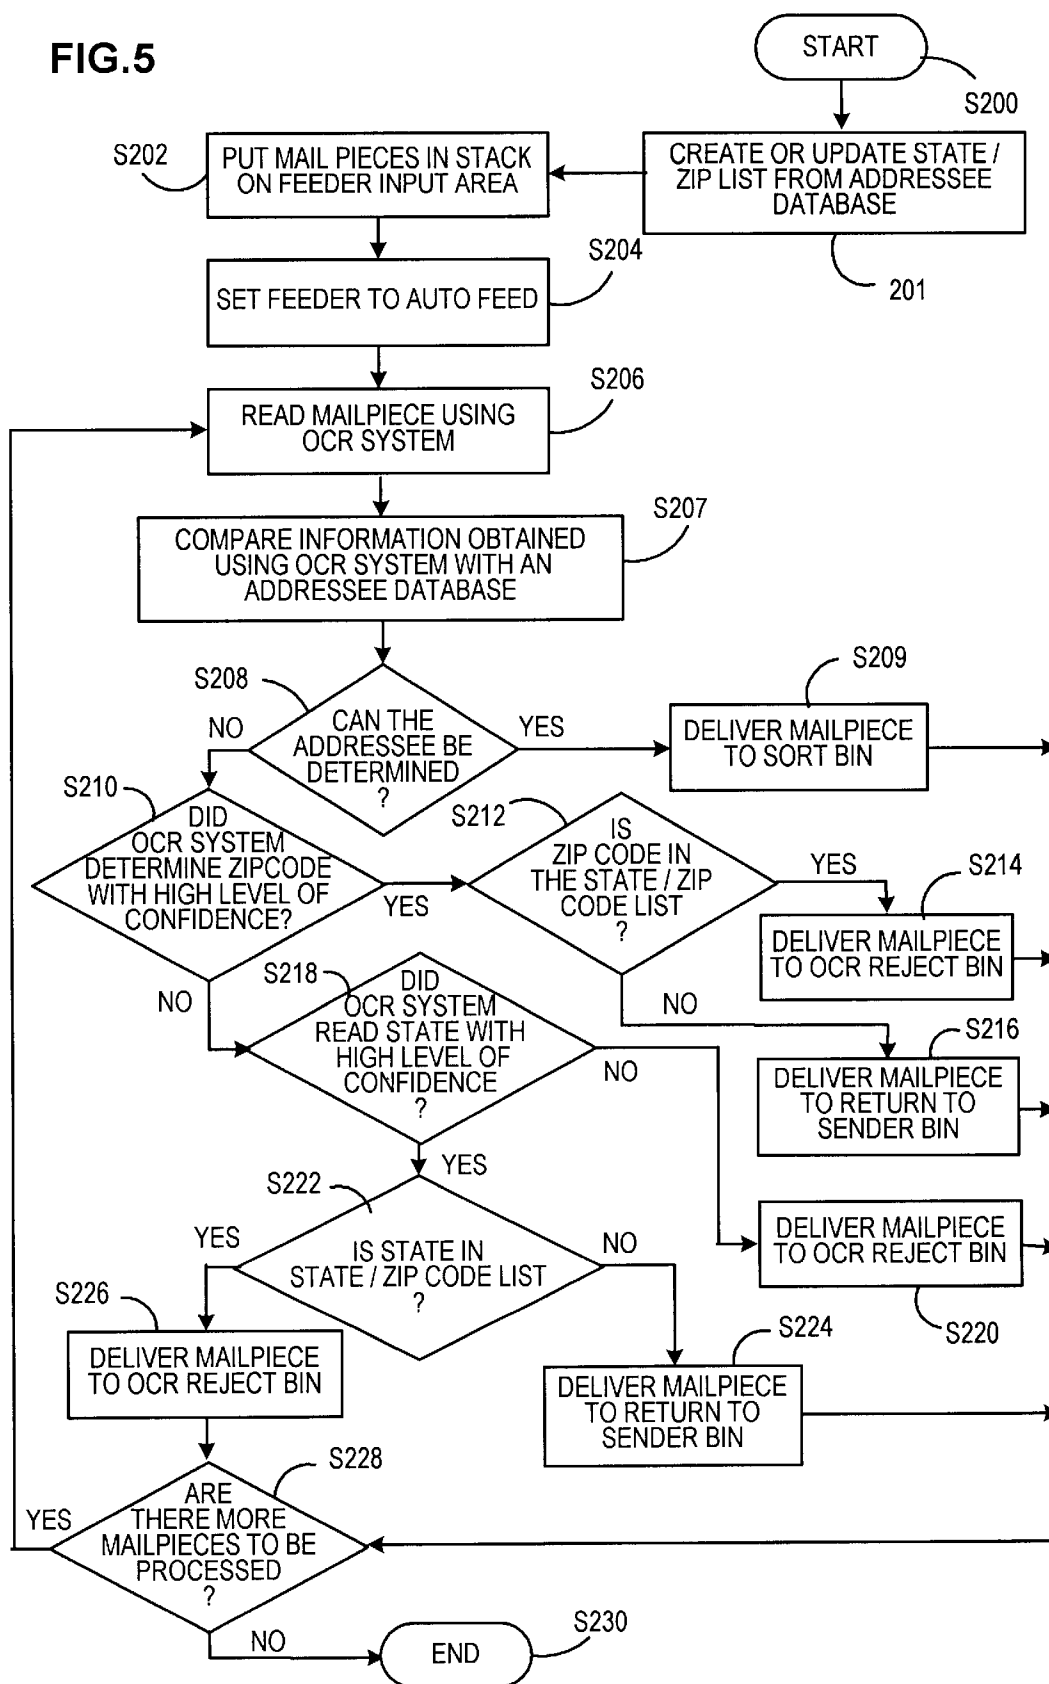 FIG.5
START
S200
CREATE OR UPDATE STATE /
ZIP LIST FROM ADDRESSEE
DATABASE
201
S202
PUT MAIL PIECES IN STACK
ON FEEDER INPUT AREA
S204
SET FEEDER TO AUTO FEED
S206
READ MAILPIECE USING
OCR SYSTEM
S207
COMPARE INFORMATION OBTAINED
USING OCR SYSTEM WITH AN
ADDRESSEE DATABASE
S208
CAN THE
ADDRESSEE BE
DETERMINED
?
NO
YES
S209
DELIVER MAILPIECE
TO SORT BIN
S210
DID
OCR SYSTEM
DETERMINE ZIPCODE
WITH HIGH LEVEL OF
CONFIDENCE?
YES
NO
S212
IS
ZIP CODE IN
THE STATE / ZIP
CODE LIST
?
YES
NO
S214
DELIVER MAILPIECE
TO OCR REJECT BIN
S216
DELIVER MAILPIECE
TO RETURN TO
SENDER BIN
S218
DID
OCR SYSTEM
READ STATE WITH
HIGH LEVEL OF
CONFIDENCE
?
NO
YES
DELIVER MAILPIECE
TO OCR REJECT BIN
S220
S222
IS STATE IN
STATE / ZIP CODE LIST
?
YES
NO
S224
DELIVER MAILPIECE
TO RETURN TO
SENDER BIN
S226
DELIVER MAILPIECE
TO OCR REJECT BIN
S228
ARE
THERE MORE
MAILPIECES TO BE
PROCESSED
?
YES
NO
END
S230